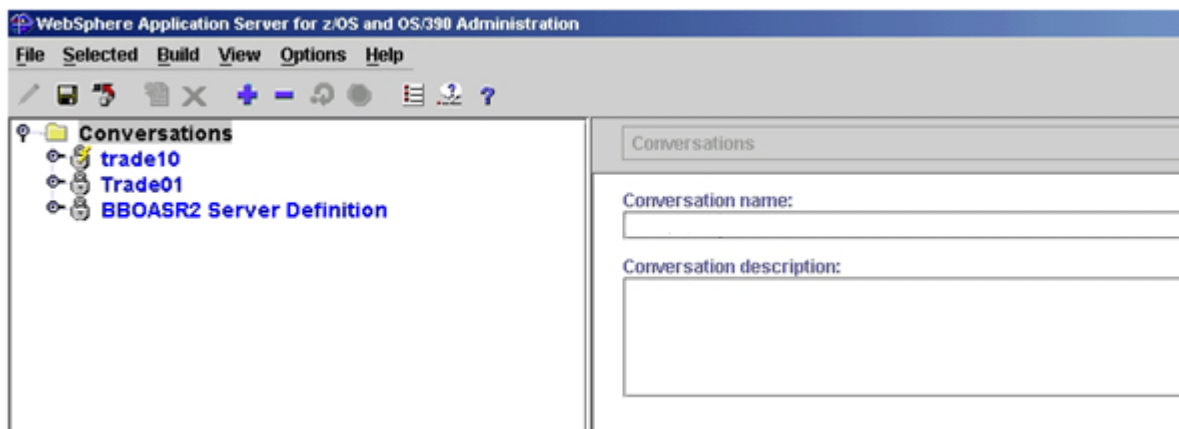 WebSphere Application Server for z/OS and OS/390 Administration
File Selected Build View Options Help
Conversations
trade10
Trade01
BBOASR2 Server Definition
Conversations
Conversation name:
Conversation description: